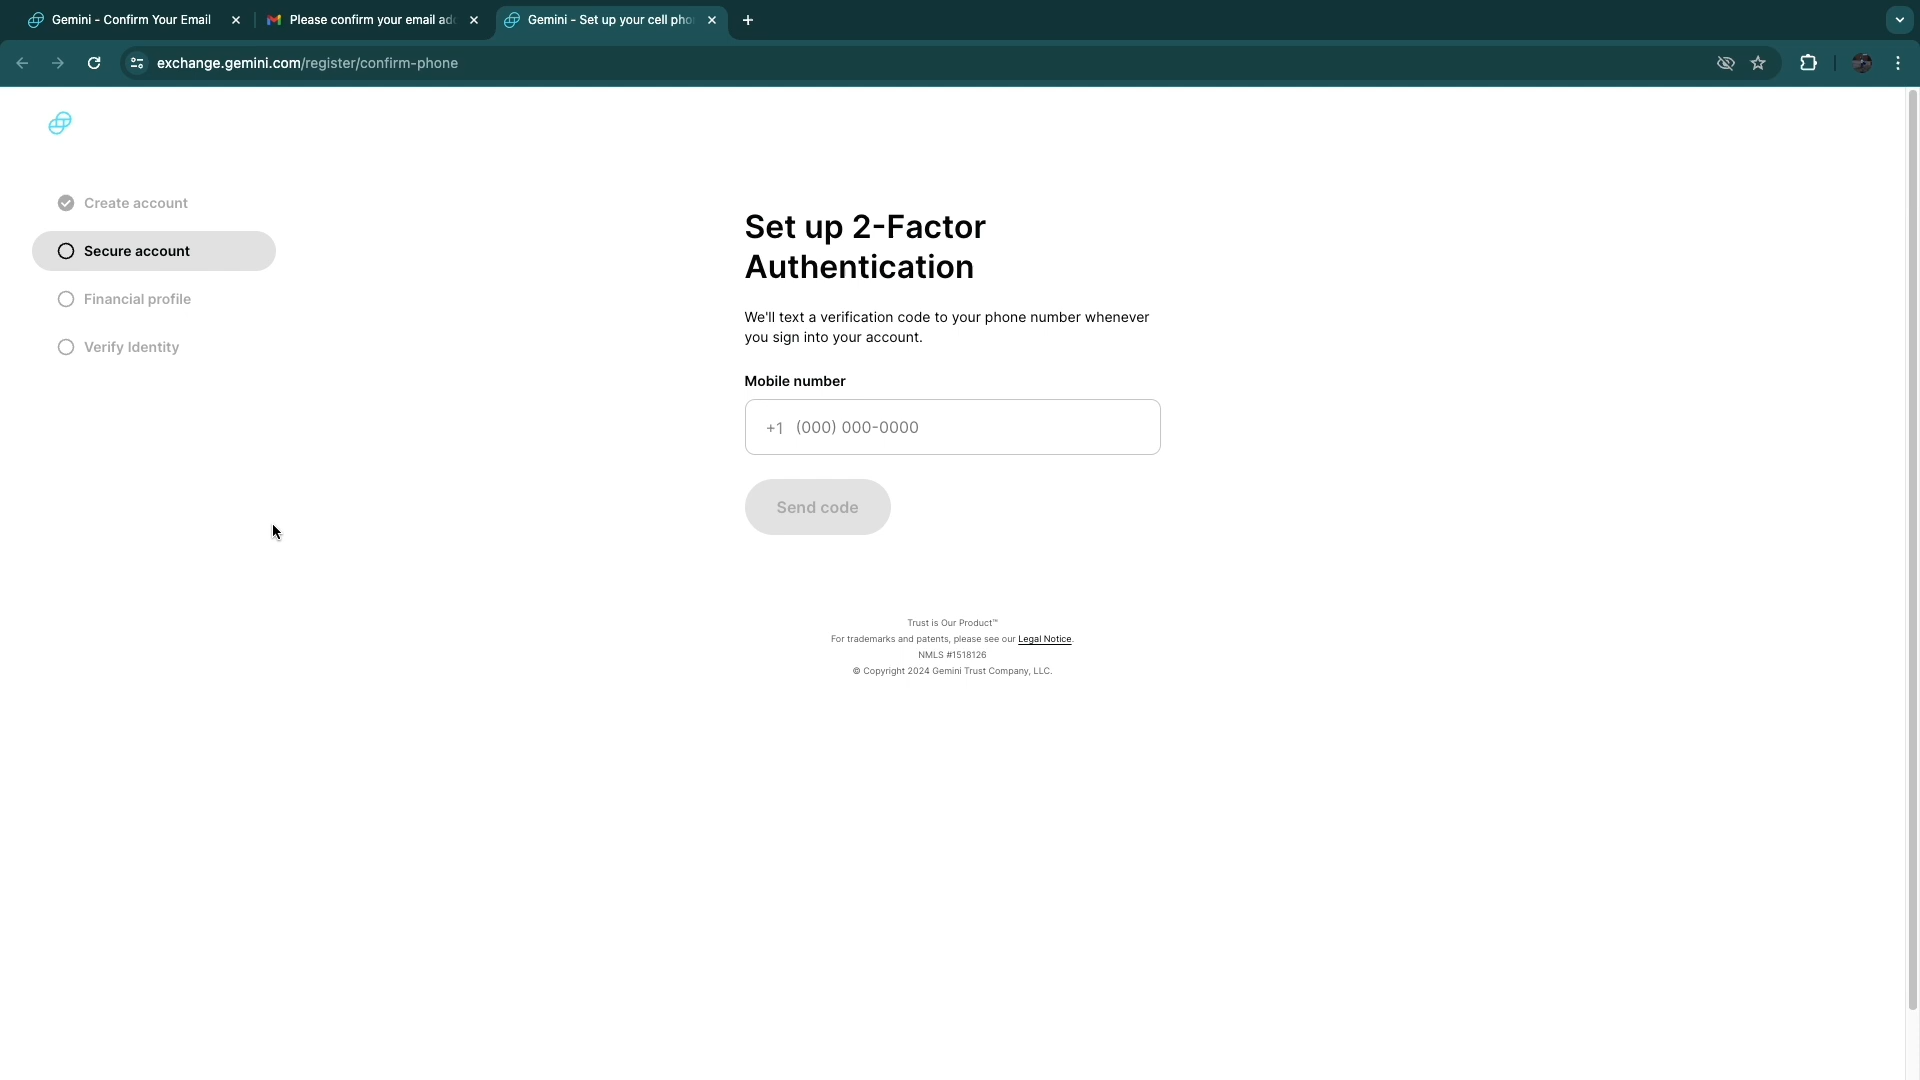 Gemini - Confirm Your Email
Please confirm your email add
Gemini - Set up your cell pho
exchange.gemini.com/register/confirm-phone
Create account
Secure account
Financial profile
Verify Identity
Set up 2-Factor
Authentication
We'll text a verification code to your phone number whenever
you sign into your account.
Mobile number
+1 (000) 000-0000
Send code
Trust is Our Product™
For trademarks and patents, please see our Legal Notice.
NMLS #1518126
© Copyright 2024 Gemini Trust Company, LLC.